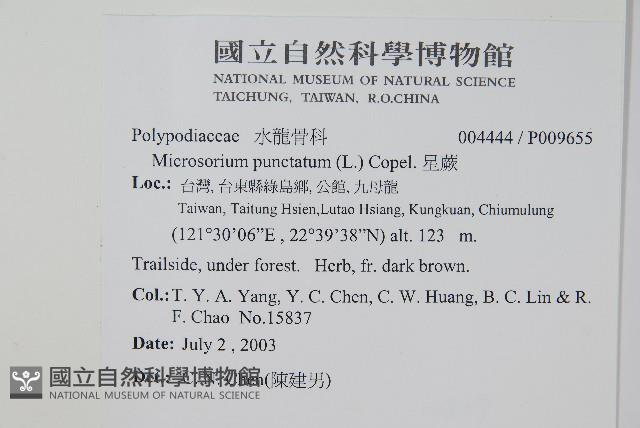 國立自然科學博物館
NATIONAL MUSEUM OF NATURAL SCIENCE
TAICHUNG, TAIWAN, R.O.CHINA
Polypodiaceae 水龍骨科 004444 / P009655
Microsorium punctatum (L.) Copel. 星蕨
Loc.: 台灣, 台東縣綠島鄉, 公館, 九母龍
Taiwan, Taitung Hsien,Lutao Hsiang, Kungkuan, Chiumulung
(121°30'06"E , 22°39'38"N) alt. 123 m.
Trailside, under forest. Herb, fr. dark brown.
Col.: T. Y. A. Yang, Y. C. Chen, C. W. Huang, B. C. Lin & R.
F. Chao No.15837
Date: July 2 , 2003
Det.: Chen(陳建男)
國立自然科學博物館
NATIONAL MUSEUM OF NATURAL SCIENCE